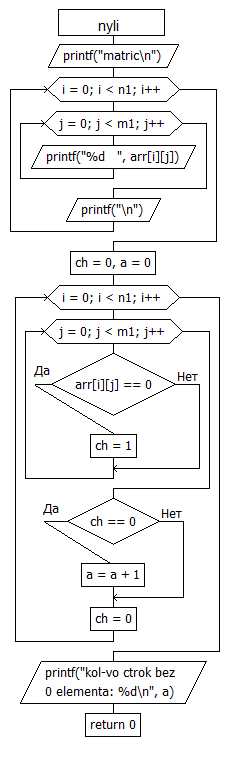 nyli
printf("matric\n")
i = 0; i < n1; i++
j = 0; j < m1; j++
printf("%d   ", arr[i][j])
printf("\n")
ch = 0, a = 0
i = 0; i < n1; i++
j = 0; j < m1; j++
Да
Нет
arr[i][j] == 0
ch = 1
Да
Нет
ch == 0
a = a + 1
ch = 0
printf("kol-vo ctrok bez
0 elementa: %d\n", a)
return 0